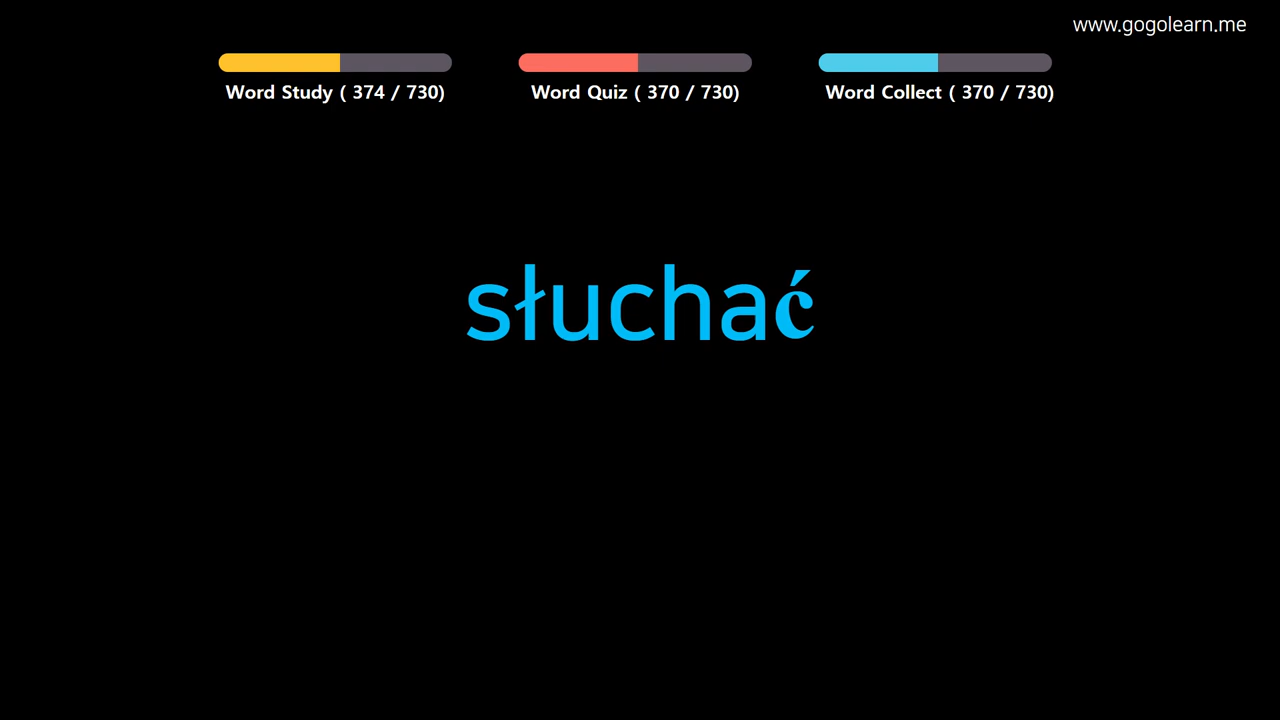 www.gogolearn.me
Word Study ( 374 / 730)
Word Quiz ( 370 / 730)
Word Collect ( 370 / 730)
słuchać